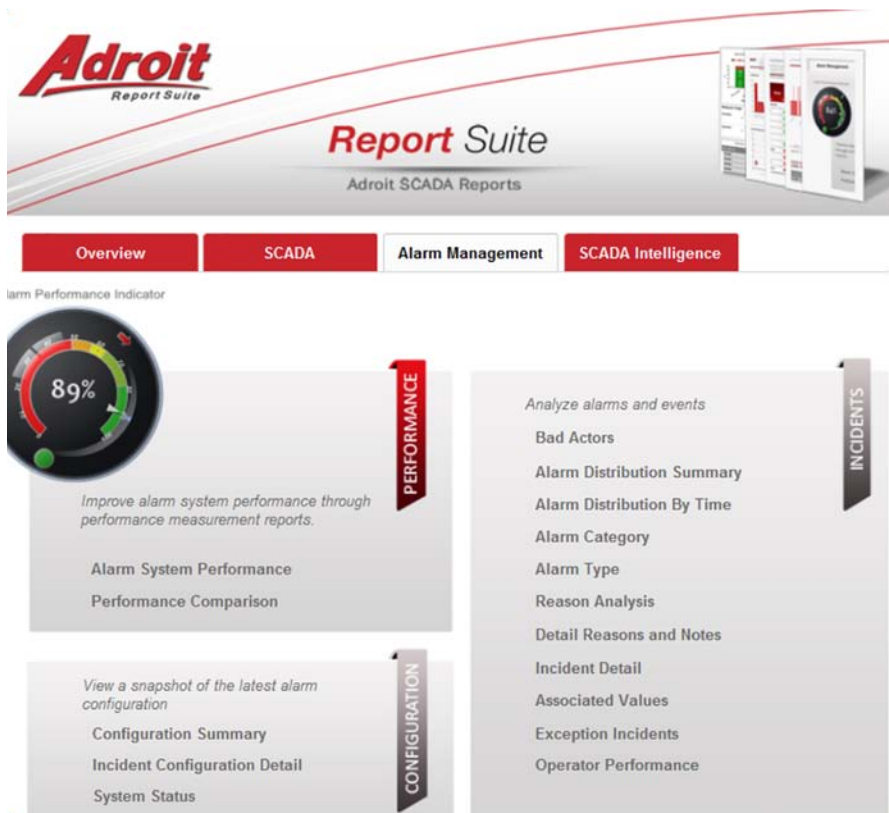 Adroit
Report Suite
Report Suite
Adroit SCADA Reports
Overview
SCADA
Alarm Management
SCADA Intelligence
larm Performance Indicator
89%
PERFORMANCE
Improve alarm system performance through
performance measurement reports.
Alarm System Performance
Performance Comparison
CONFIGURATION
View a snapshot of the latest alarm
configuration
Configuration Summary
Incident Configuration Detail
System Status
INCIDENTS
Analyze alarms and events
Bad Actors
Alarm Distribution Summary
Alarm Distribution By Time
Alarm Category
Alarm Type
Reason Analysis
Detail Reasons and Notes
Incident Detail
Associated Values
Exception Incidents
Operator Performance